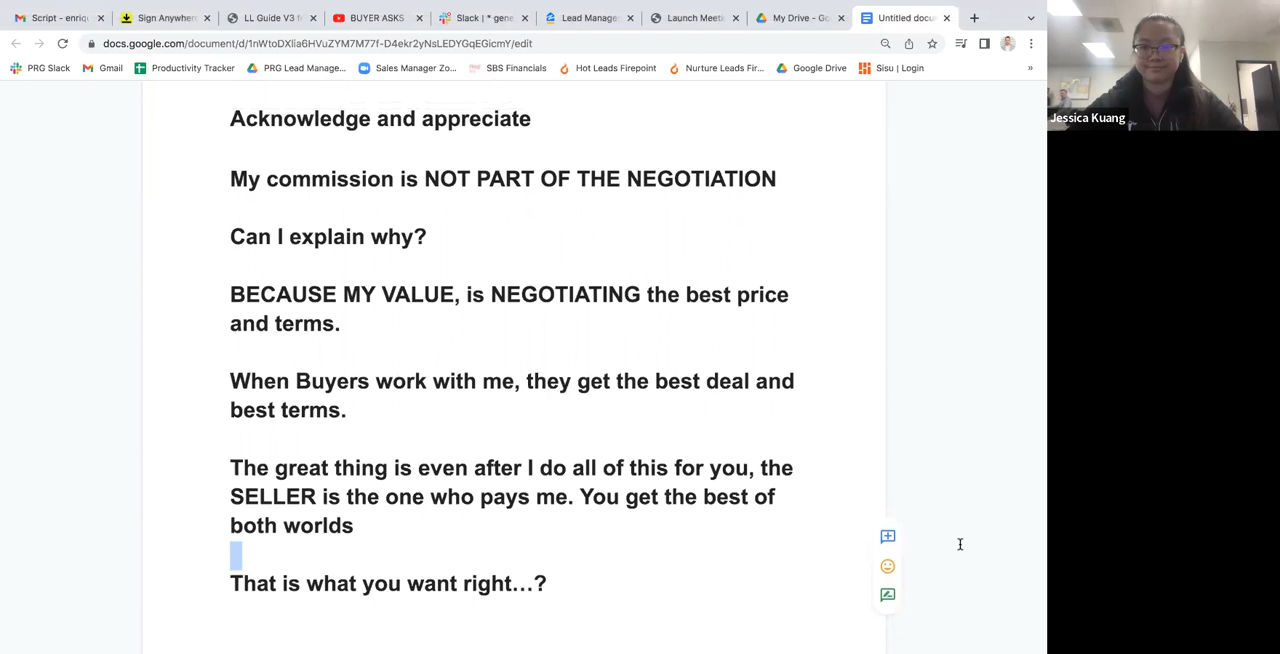 Script - enriq
Sign Anywher
LL Guide V3 f
BUYER ASKS
Slack | * gene
Lead Manage
Launch Meeti
My Drive - Go
Untitled docu
docs.google.com/document/d/1nWtoDXlia6HVuZYM7M77f-D4ekr2yNsLEDYGqEGicmY/edit
PRG Slack
Gmail
Productivity Tracker
PRG Lead Manage...
Sales Manager Zo...
SBS Financials
Hot Leads Firepoint
Nurture Leads Fir...
Google Drive
Sisu | Login
»
Jessica Kuang
Acknowledge and appreciate
My commission is NOT PART OF THE NEGOTIATION
Can I explain why?
BECAUSE MY VALUE, is NEGOTIATING the best price
and terms.
When Buyers work with me, they get the best deal and
best terms.
The great thing is even after I do all of this for you, the
SELLER is the one who pays me. You get the best of
both worlds
That is what you want right...?